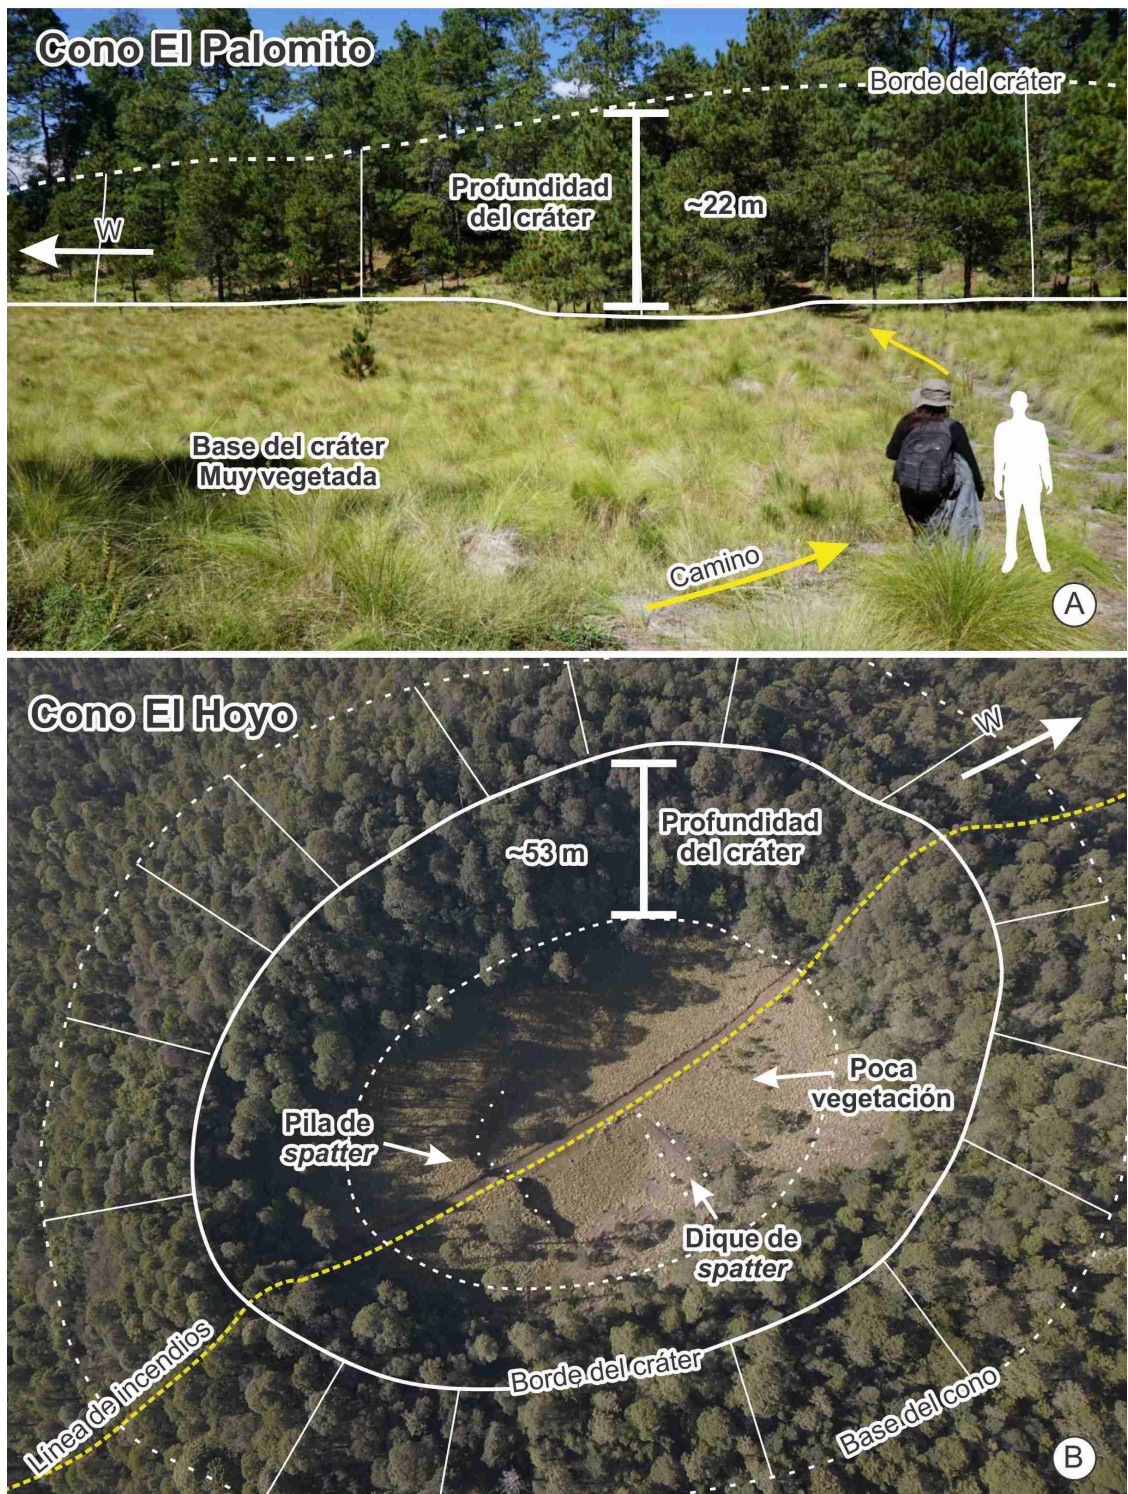 Cono El Palomito
Borde del cráter
Profundidad
del cráter
~22 m
W
Base del cráter
Muy vegetada
Camino
A
Cono El Hoyo
W
Profundidad
del cráter
~53 m
Poca
vegetación
Pila de
spatter
Dique de
spatter
Línea de incendios
Borde del cráter
Base del cono
B